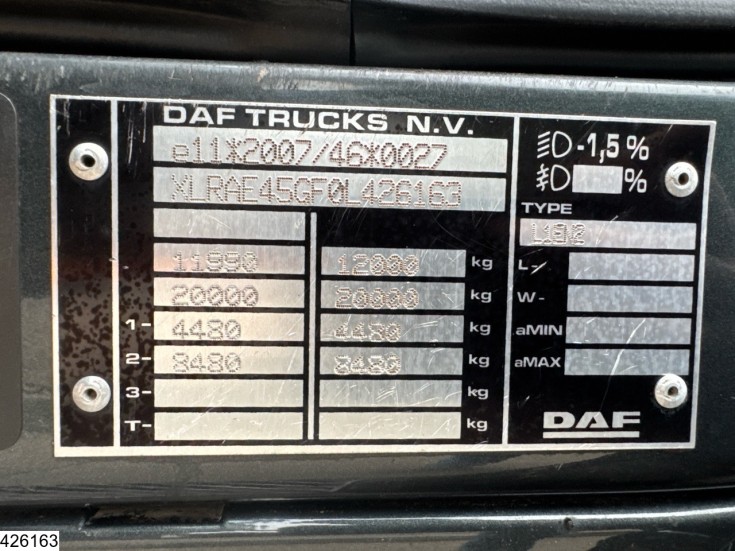 DAF TRUCKS N.V.
e11*2007/46*0027
XLRAE45GF0L426163
11990 12000 kg
20000 20000 kg
1- 4480 4480 kg
2- 8480 8480 kg
3- kg
T- kg
D -1,5 %
D %
TYPE
L
W-
aMIN
aMAX
DAF
426163